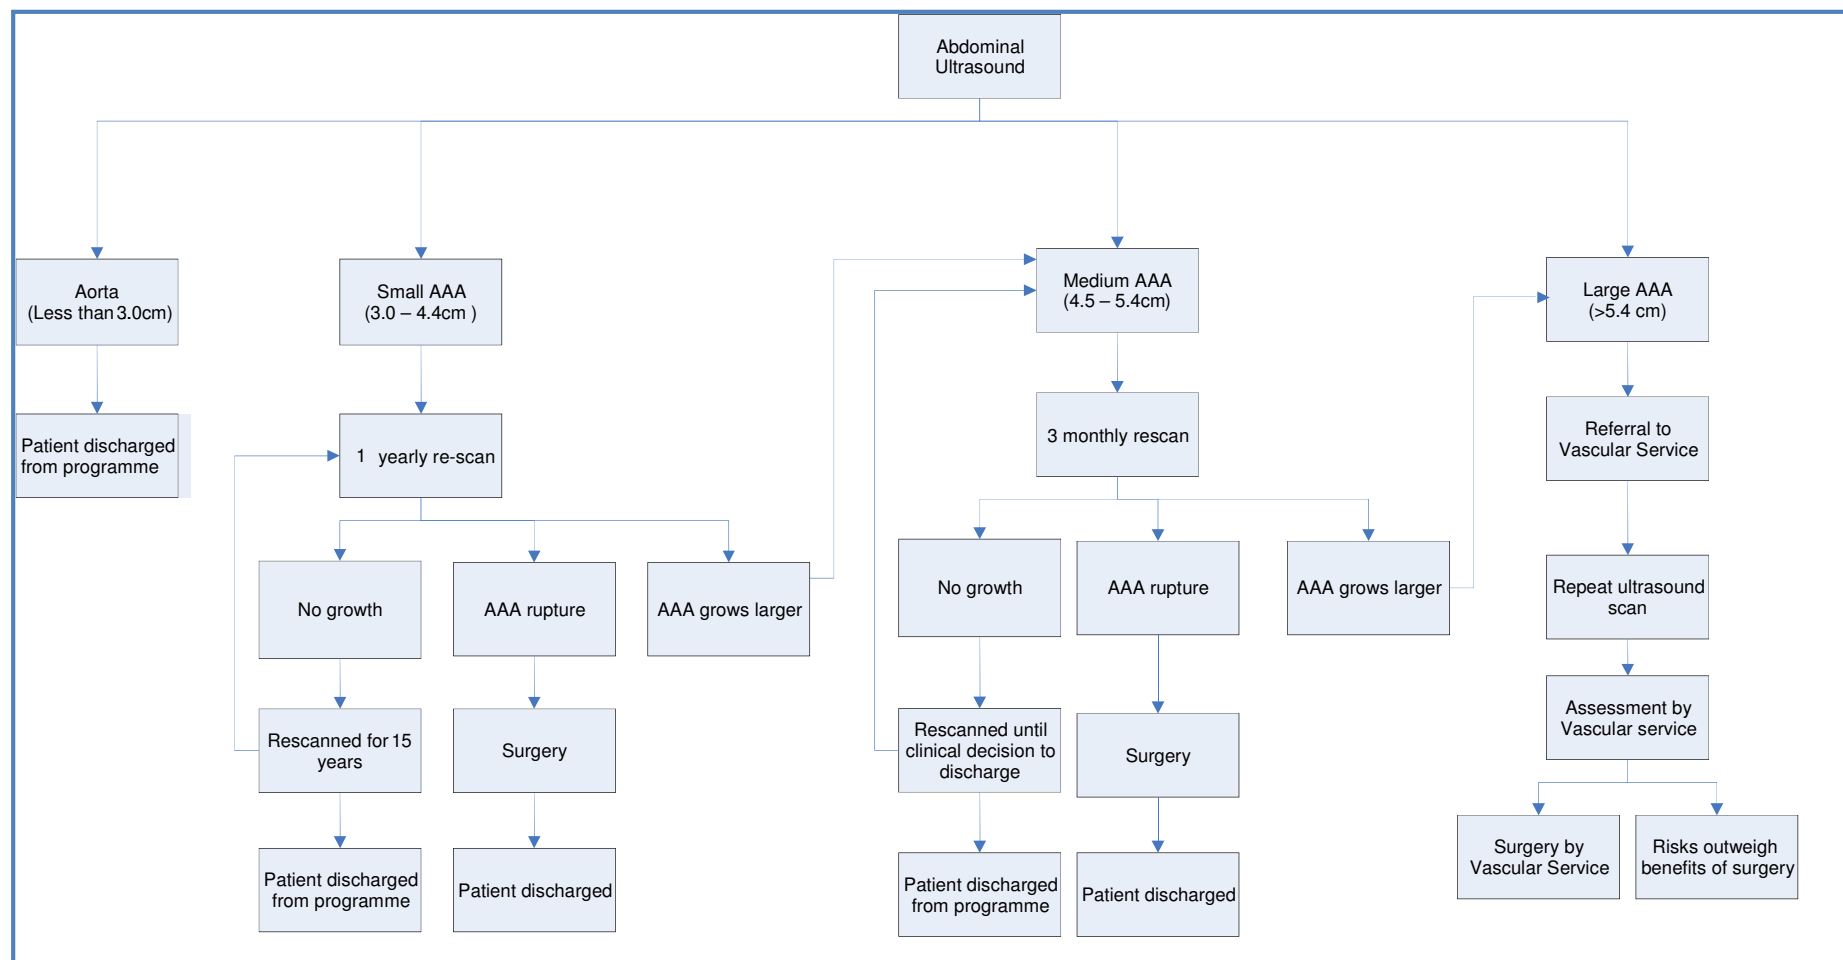 Abdominal
Ultrasound
Aorta
(Less than 3.0cm)
Small AAA
(3.0 – 4.4cm )
Medium AAA
(4.5 – 5.4cm)
Large AAA
(>5.4 cm)
Patient discharged
from programme
1 yearly re-scan
3 monthly rescan
Referral to
Vascular Service
No growth
AAA rupture
AAA grows larger
No growth
AAA rupture
AAA grows larger
Repeat ultrasound
scan
Rescanned for 15
years
Surgery
Rescanned until
clinical decision to
discharge
Surgery
Assessment by
Vascular service
Patient discharged
from programme
Patient discharged
Patient discharged
from programme
Patient discharged
Surgery by
Vascular Service
Risks outweigh
benefits of surgery